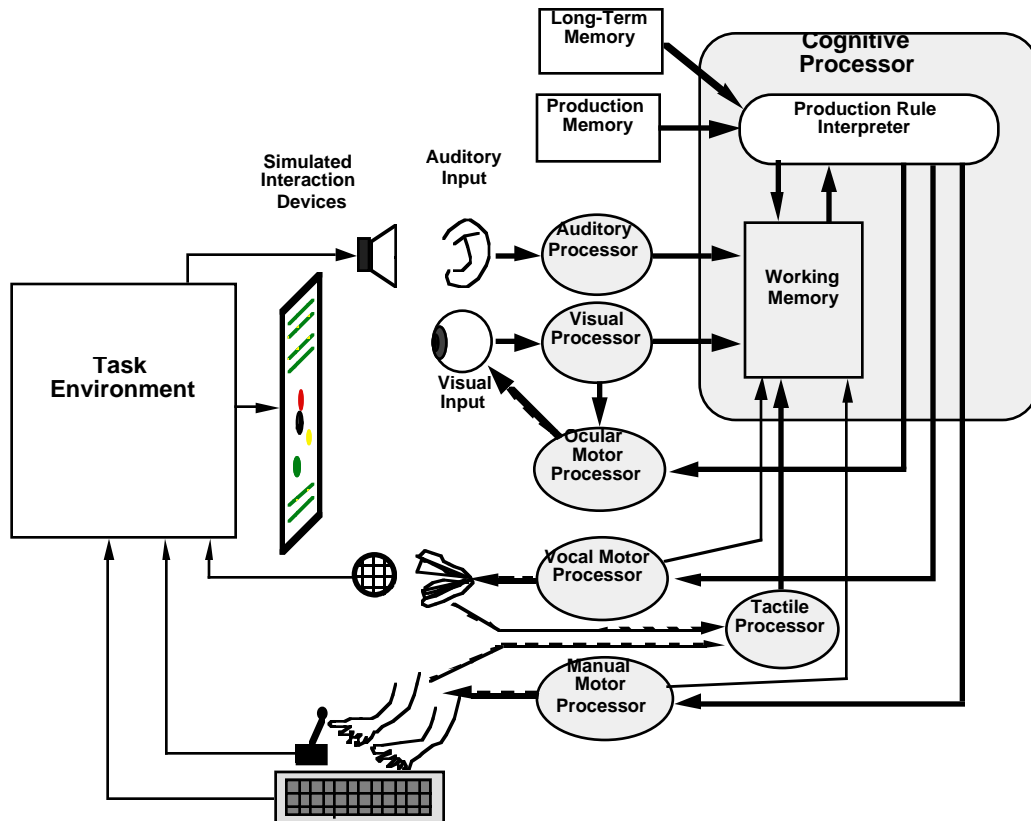 Long-Term
Memory
Cognitive
Processor
Production
Memory
Production Rule
Interpreter
Simulated
Interaction
Devices
Auditory
Input
Auditory
Processor
Working
Memory
Visual
Processor
Task
Environment
Visual
Input
Ocular
Motor
Processor
Vocal Motor
Processor
Tactile
Processor
Manual
Motor
Processor